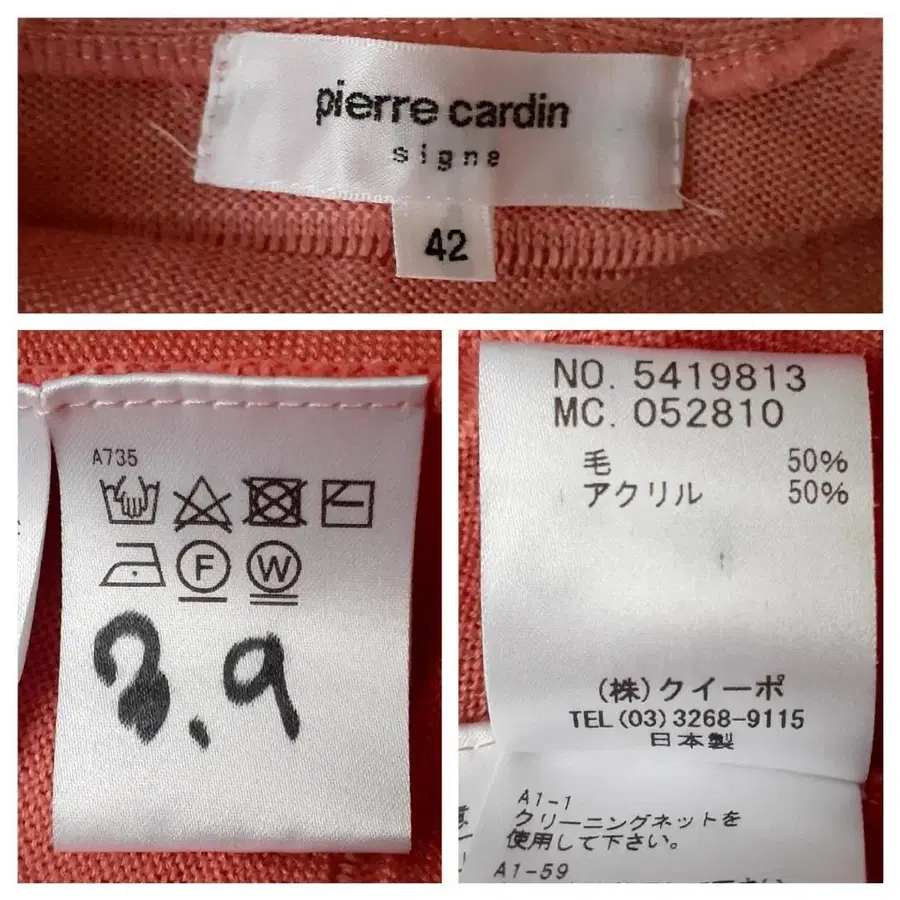 pierre cardin
signe
42
A735
F W
3.9
NO. 5419813
MC. 052810
毛 50%
アクリル 50%
(株)クイーポ
TEL(03)3268-9115
日本製
A1-1
クリーニングネットを
使用して下さい。
A1-59